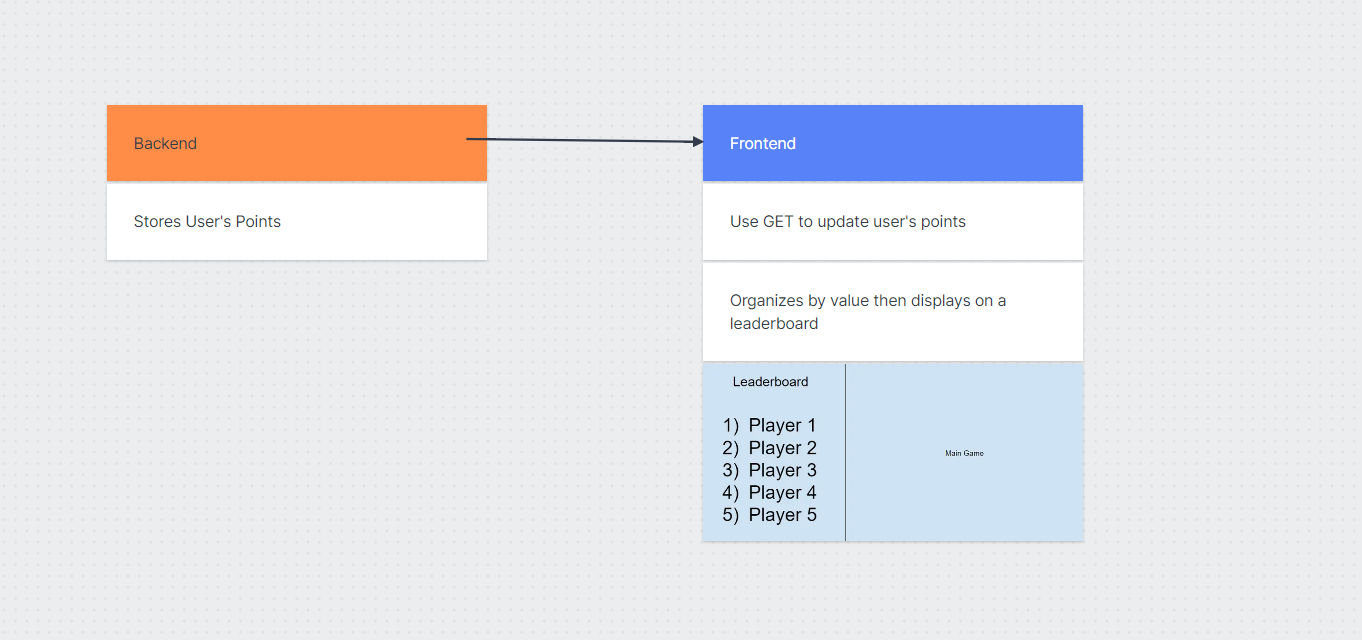 Backend
Stores User's Points
Frontend
Use GET to update user's points
Organizes by value then displays on a
leaderboard
Leaderboard
1) Player 1
2) Player 2
3) Player 3
4) Player 4
5) Player 5
Main Game